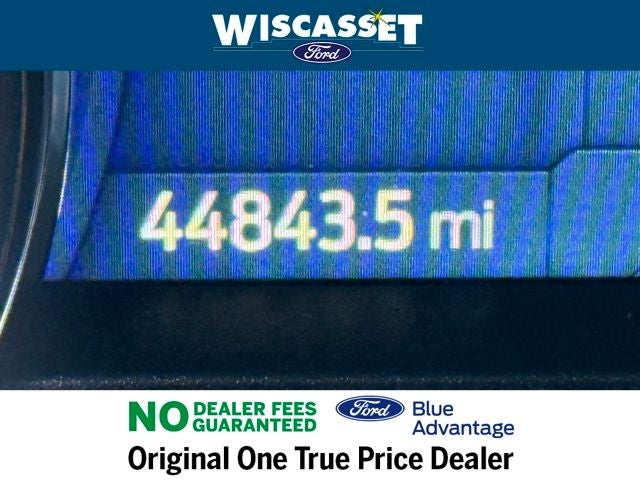 WISCASSET
Ford
44843.5 mi
NO DEALER FEES GUARANTEED
Ford Blue Advantage
Original One True Price Dealer